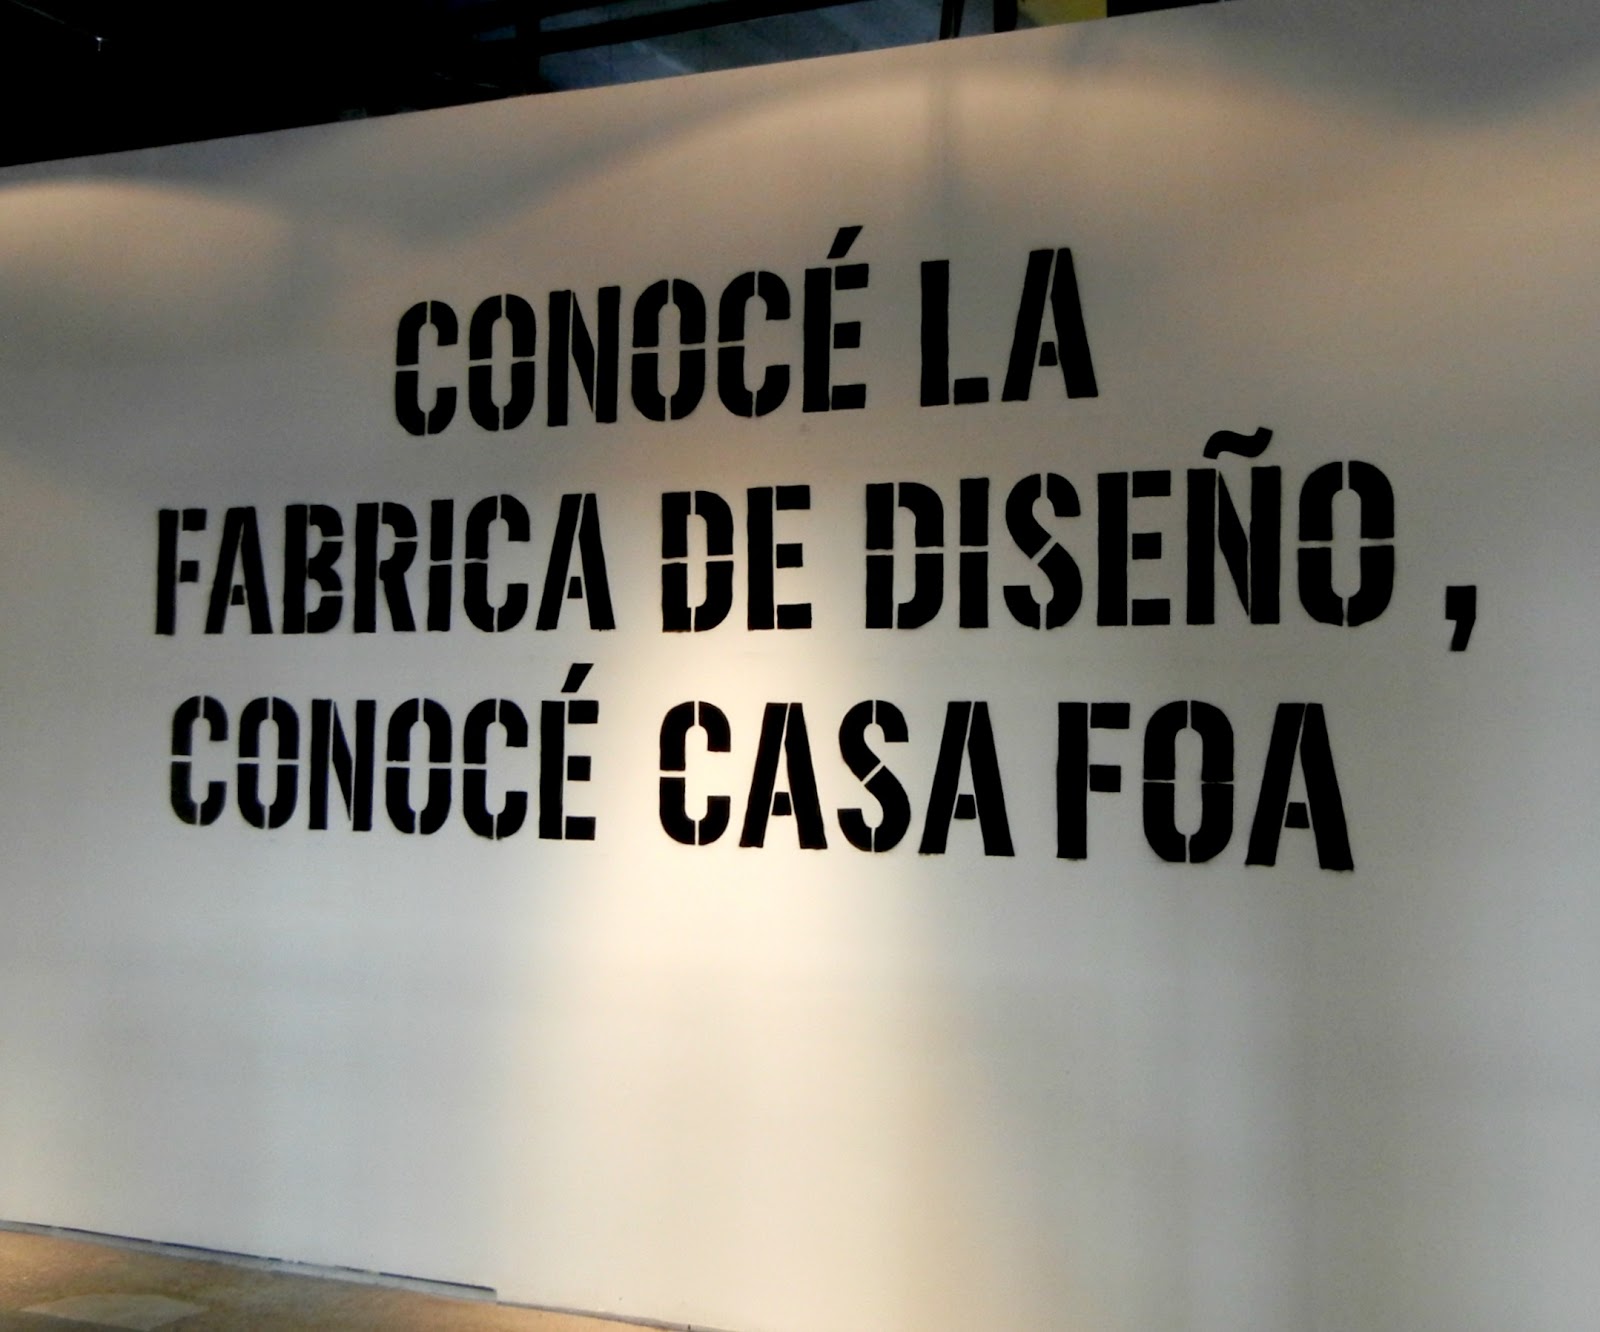 CONOCÉ LA
FABRICA DE DISEÑO ,
CONOCÉ CASA FOA